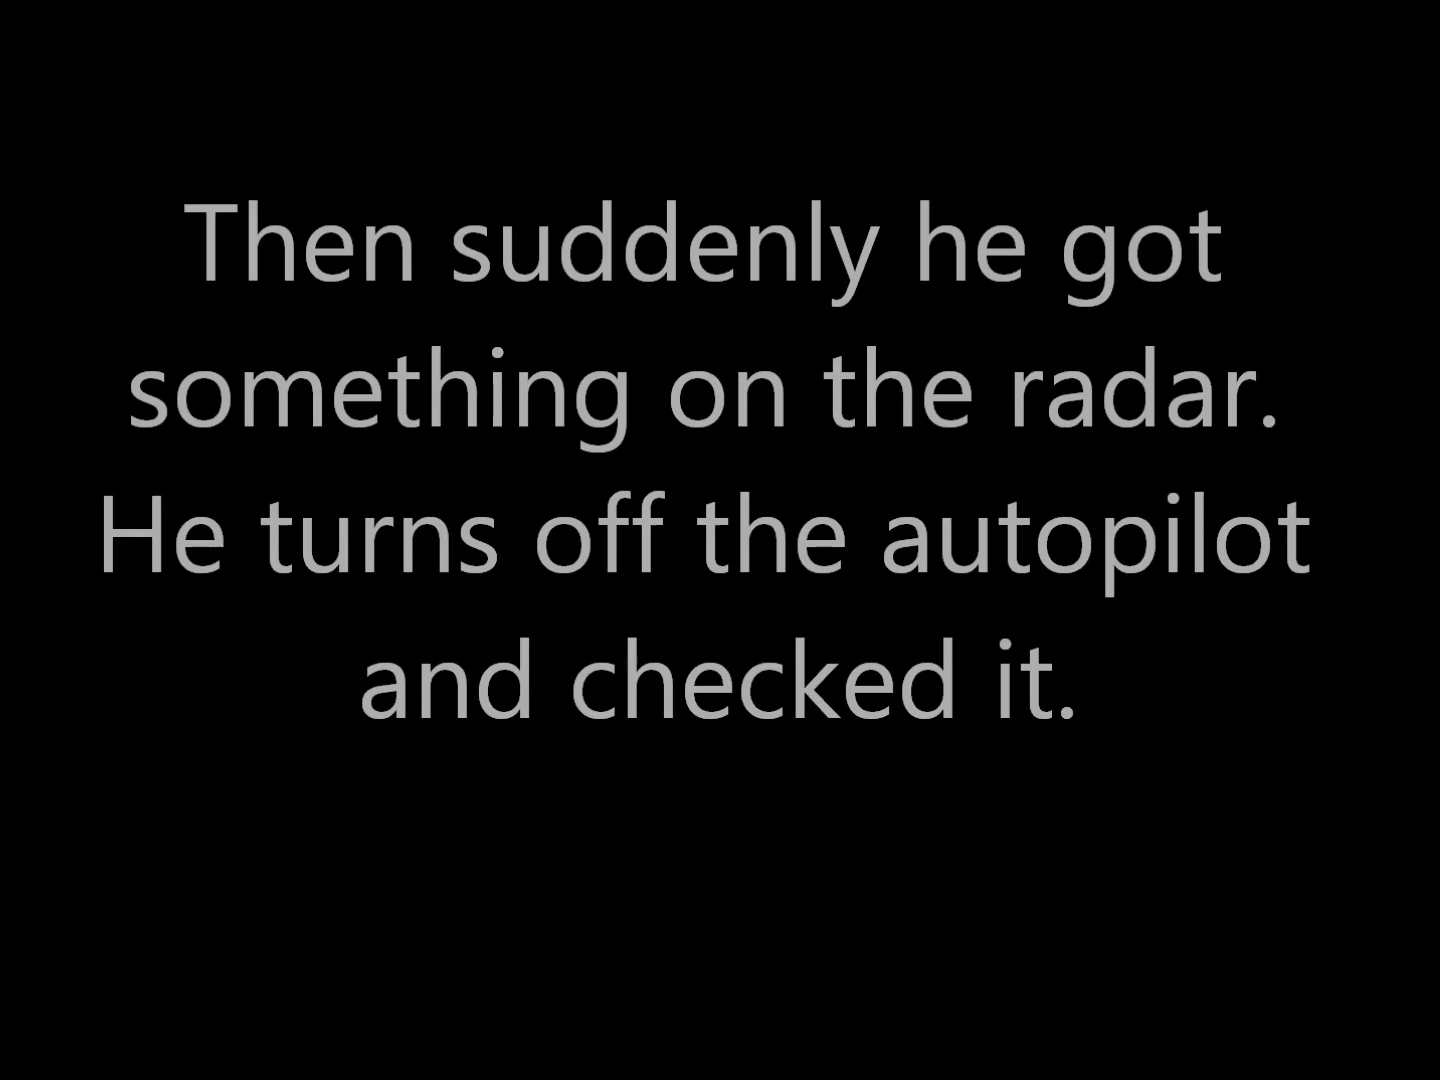 Then suddenly he got
something on the radar.
He turns off the autopilot
and checked it.